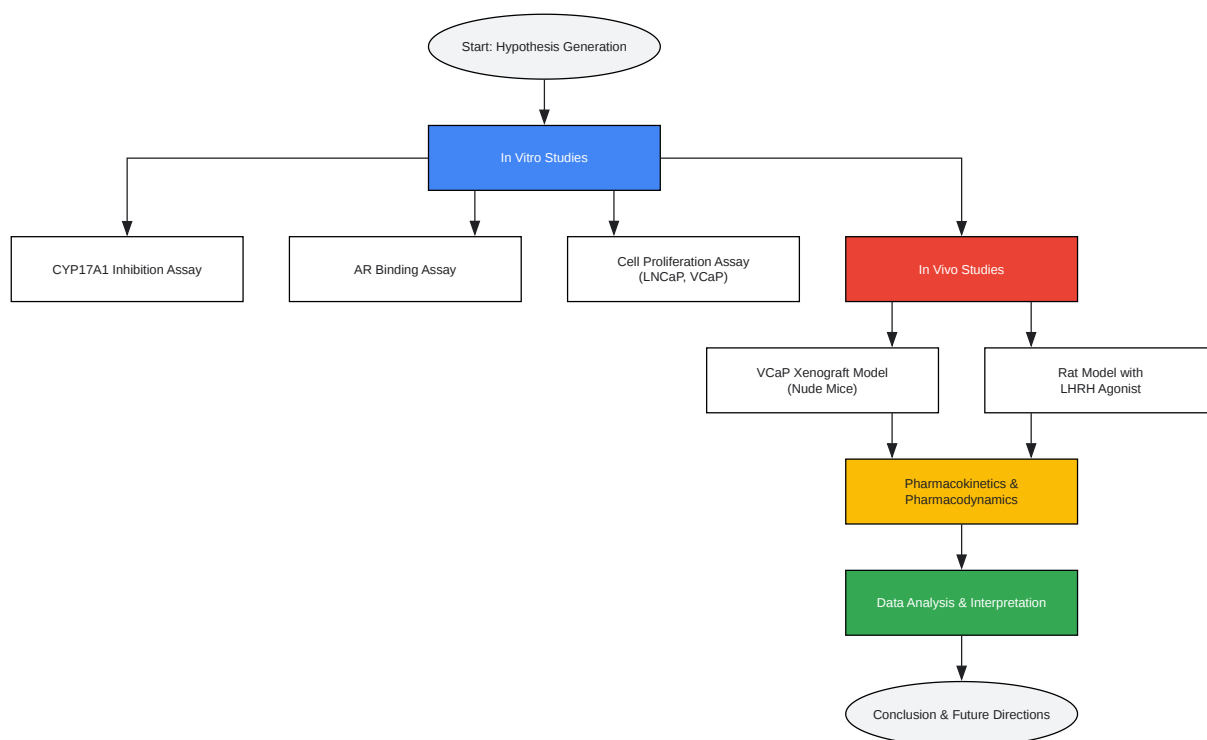 Start: Hypothesis Generation
In Vitro Studies
CYP17A1 Inhibition Assay
AR Binding Assay
Cell Proliferation Assay
(LNCaP, VCaP)
In Vivo Studies
VCaP Xenograft Model
(Nude Mice)
Rat Model with
LHRH Agonist
Pharmacokinetics &
Pharmacodynamics
Data Analysis & Interpretation
Conclusion & Future Directions